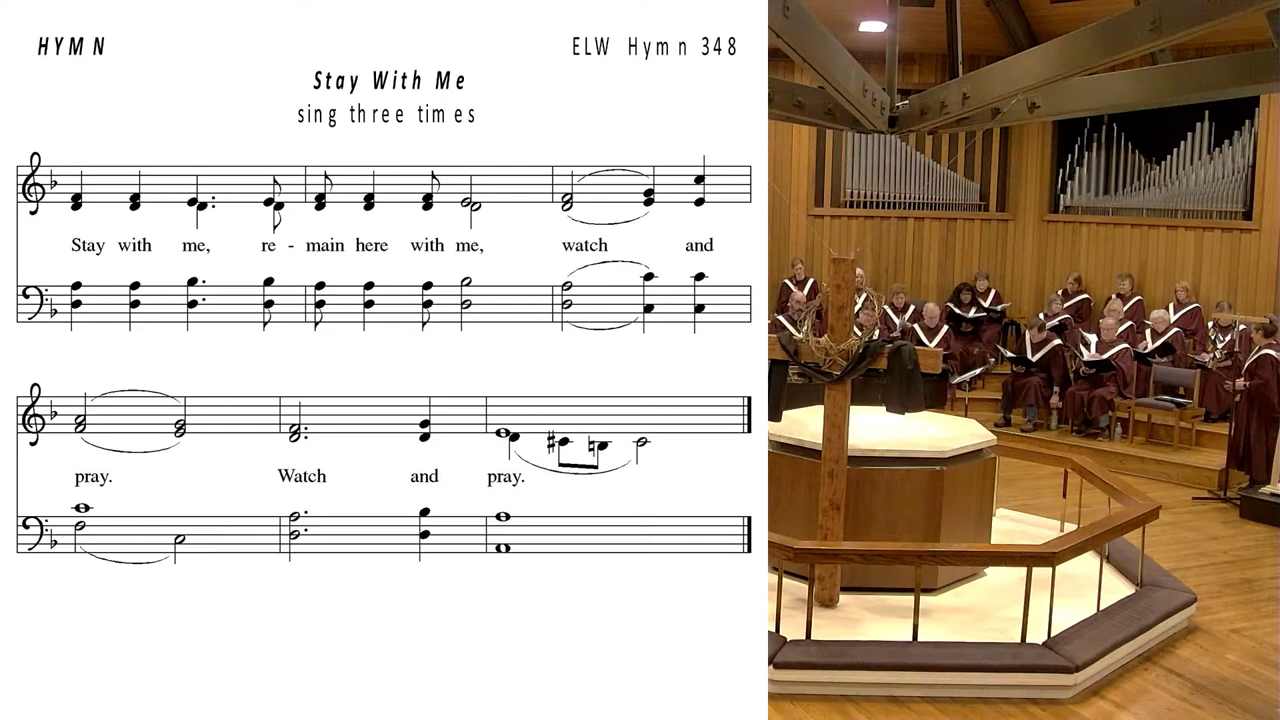 HYMN ELW Hymn 348
Stay With Me
sing three times
Stay with me, re - main here with me, watch and
pray. Watch and pray.